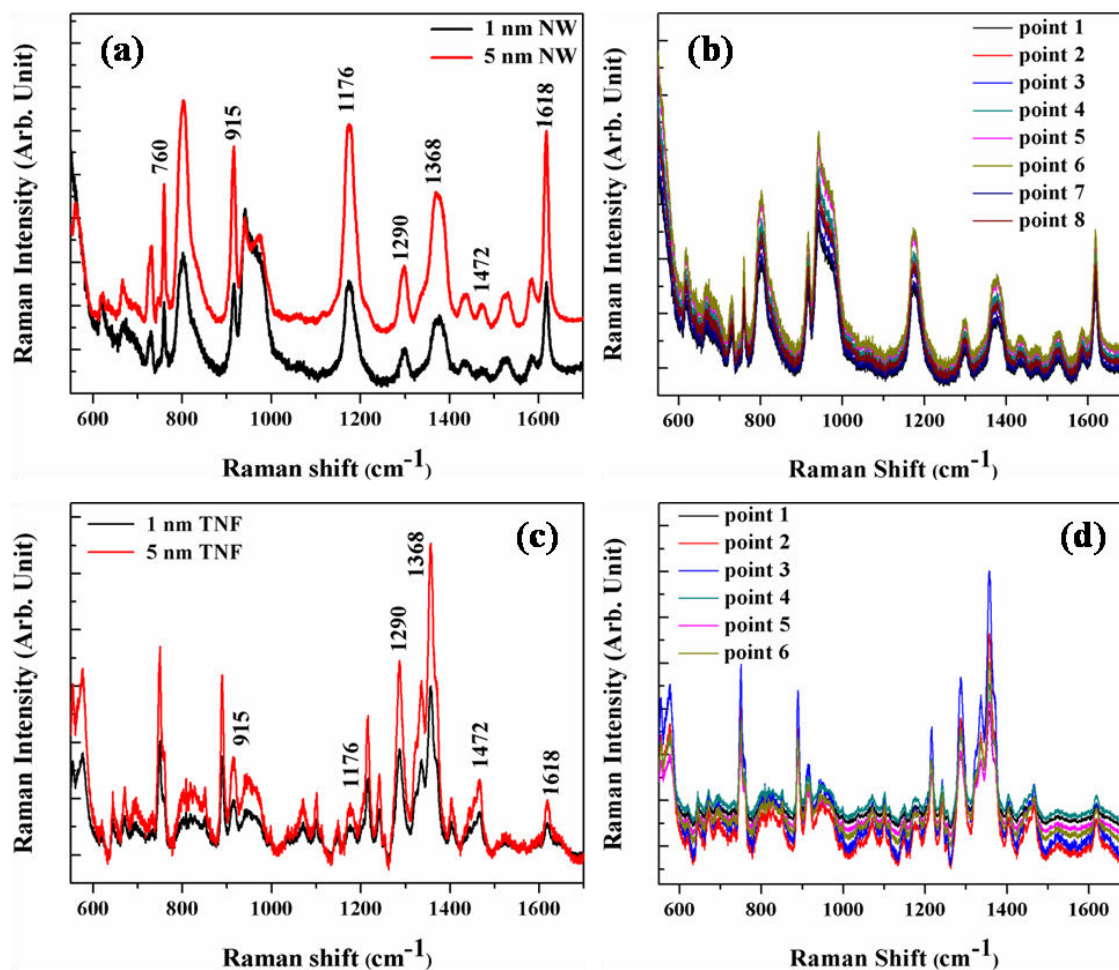 (a)
1 nm NW
5 nm NW
760
915
1176
1290
1368
1472
1618
Raman Intensity (Arb. Unit)
600 800 1000 1200 1400 1600
Raman shift (cm⁻¹)
(b)
point 1
point 2
point 3
point 4
point 5
point 6
point 7
point 8
Raman Intensity (Arb. Unit)
600 800 1000 1200 1400 1600
Raman Shift (cm⁻¹)
1 nm TNF
5 nm TNF
(c)
915
1176
1290
1368
1472
1618
Raman Intensity (Arb. Unit)
600 800 1000 1200 1400 1600
Raman shift (cm⁻¹)
point 1
point 2
point 3
point 4
point 5
point 6
(d)
Raman Intensity (Arb. Unit)
600 800 1000 1200 1400 1600
Raman Shift (cm⁻¹)